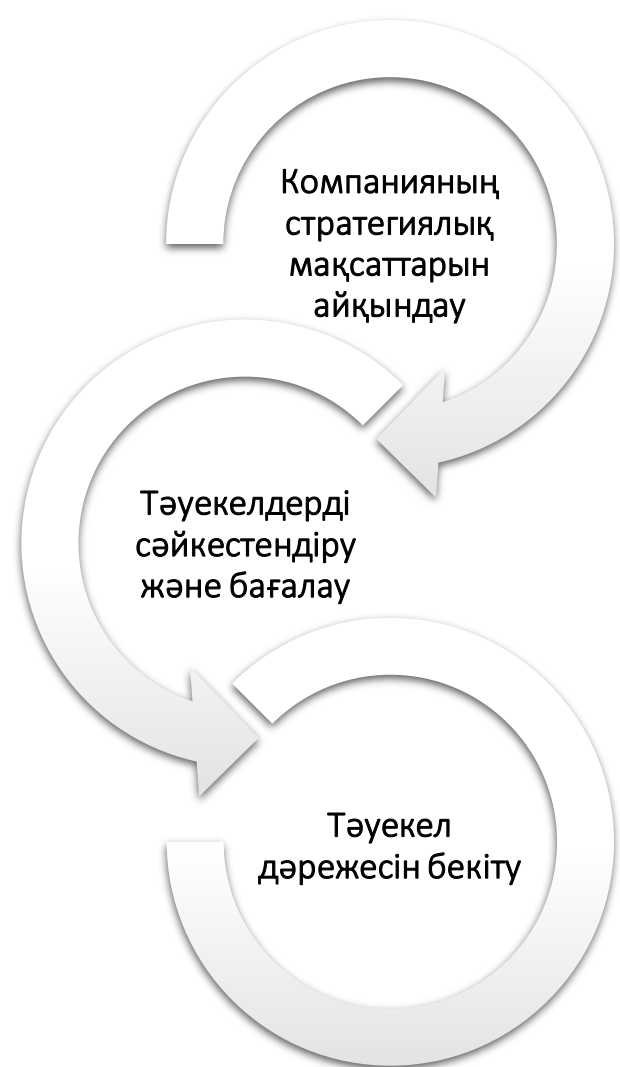 Компанияның
стратегиялық
мақсаттарын
айқындау
Тәуекелдерді
сәйкестендіру
және бағалау
Тәуекел
дәрежесін бекіту